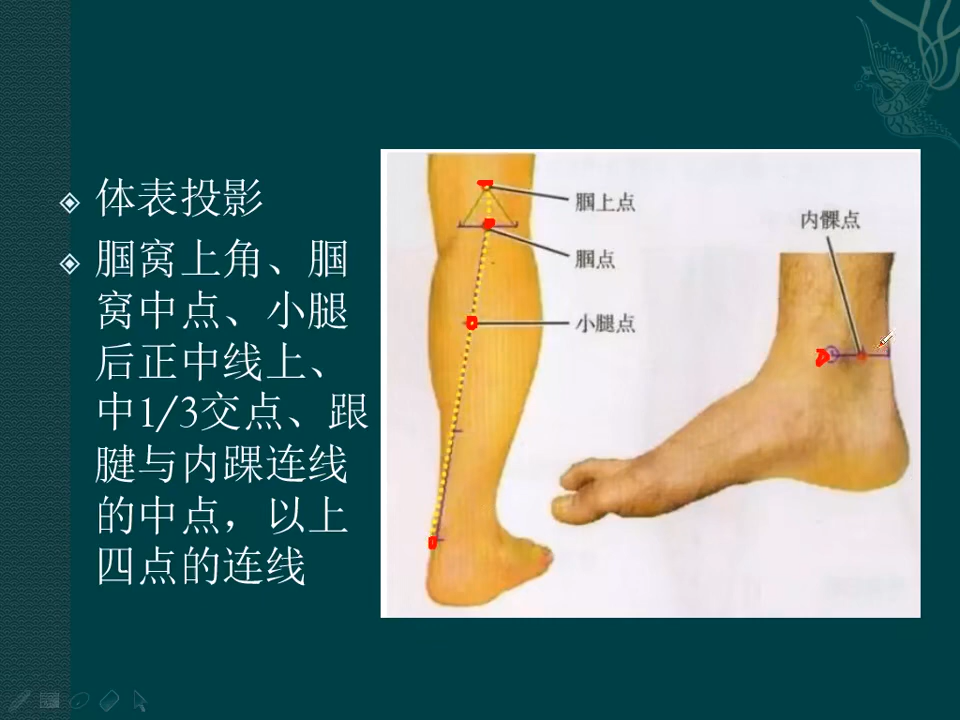 体表投影
腘窝上角、腘
窝中点、小腿
后正中线上、
中1/3交点、跟
腱与内踝连线
的中点，以上
四点的连线
腘上点
腘点
小腿点
内髁点